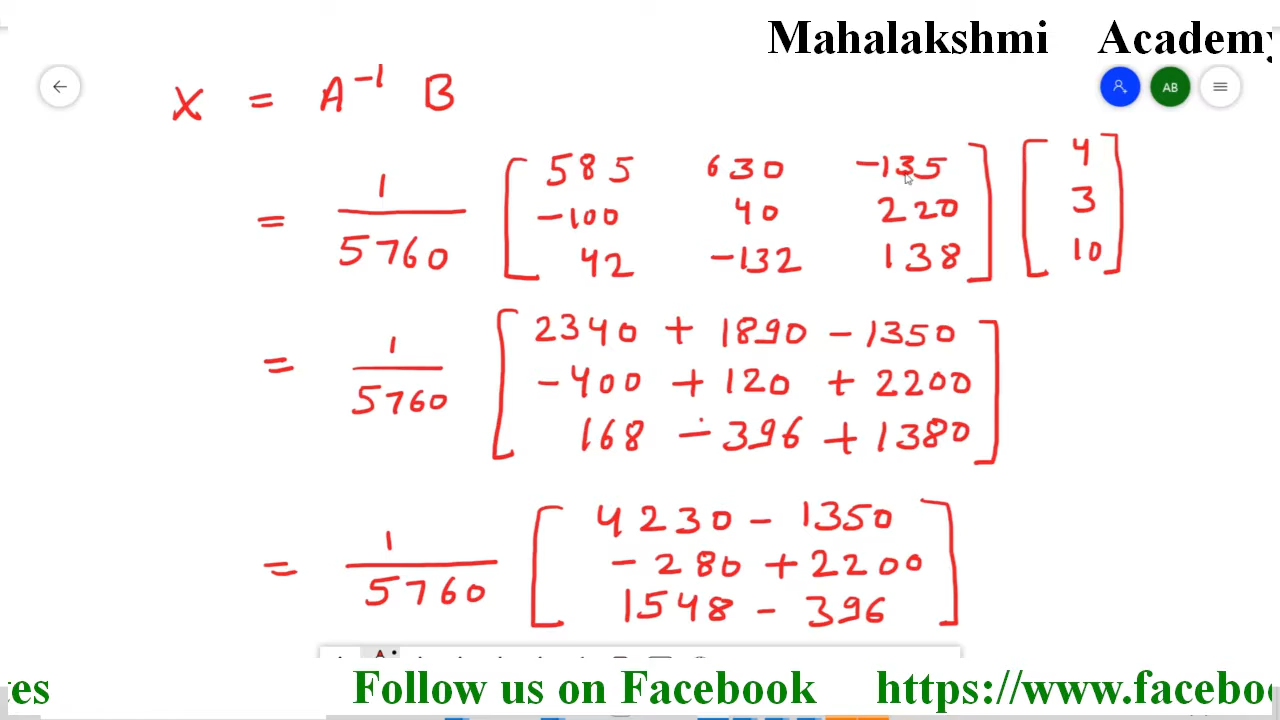 Mahalakshmi Academy
AB
X = A⁻¹ B
= 1/5760 [585 630 -135] [4]
[-100 40 220] [3]
[42 -132 138] [10]
= 1/5760 [2340 + 1890 - 1350]
[-400 + 120 + 2200]
[168 - 396 + 1380]
= 1/5760 [4230 - 1350]
[-280 + 2200]
[1548 - 396]
es Follow us on Facebook https://www.facebo